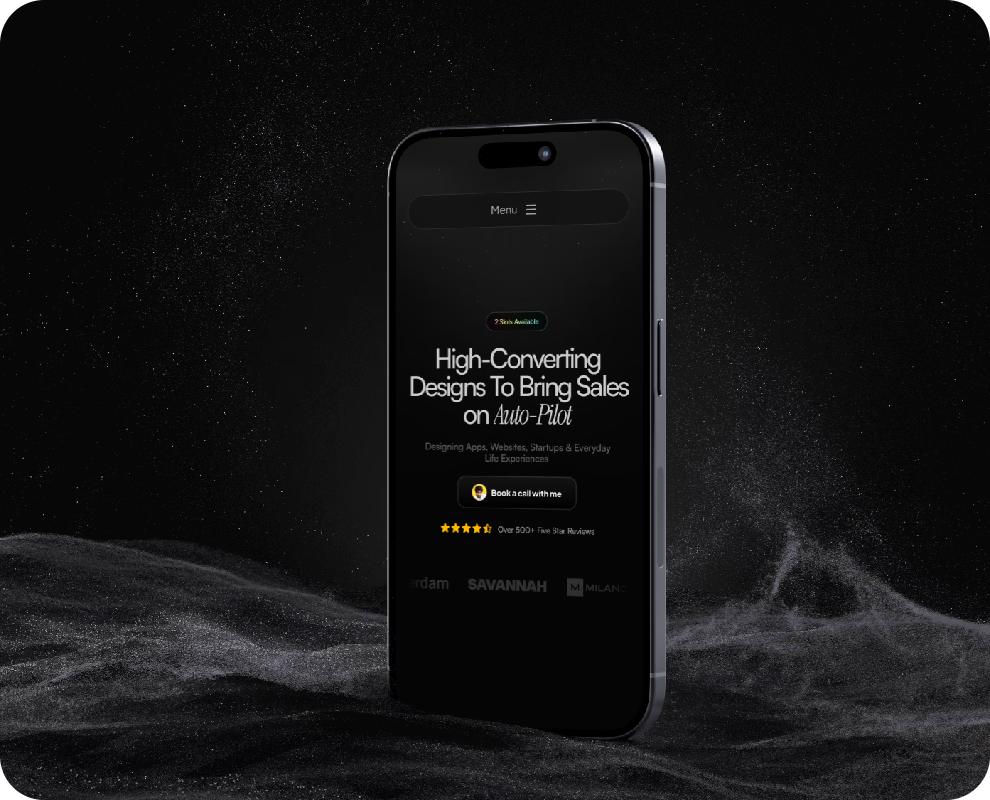 Menu
2 Slots Available
High-Converting
Designs To Bring Sales
on Auto-Pilot
Designing Apps, Websites, Startups & Everyday
Life Experiences
Book a call with me
Over 500+ Five Star Reviews
rdam SAVANNAH M MILANO